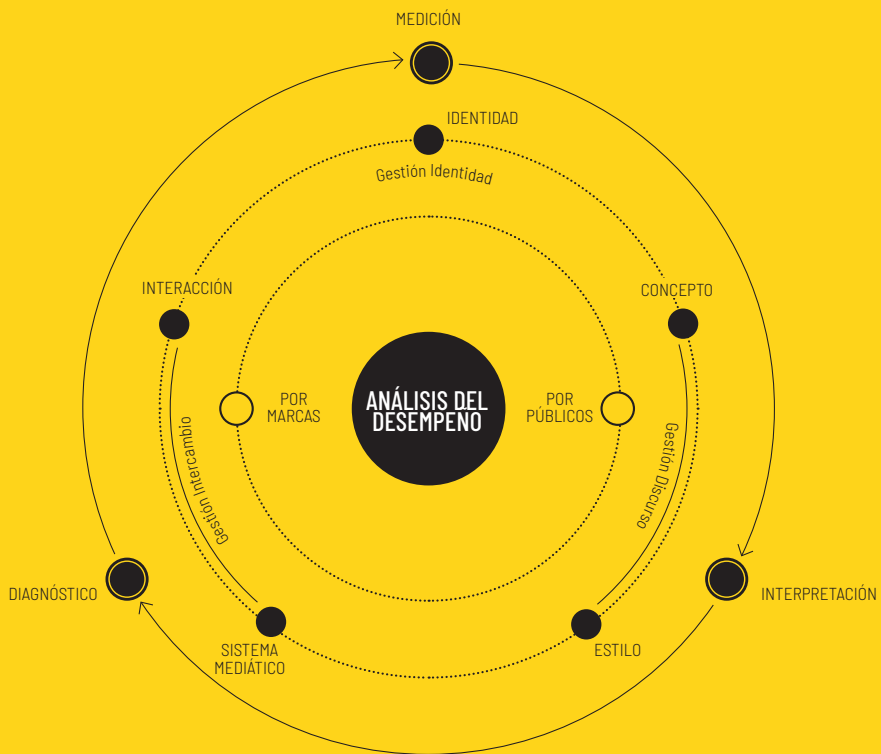 MEDICIÓN
IDENTIDAD
Gestión Identidad
INTERACCIÓN
CONCEPTO
POR
MARCAS
ANÁLISIS DEL
DESEMPEÑO
POR
PÚBLICOS
Gestión Intercambio
Gestión Discurso
DIAGNÓSTICO
INTERPRETACIÓN
SISTEMA
MEDIÁTICO
ESTILO